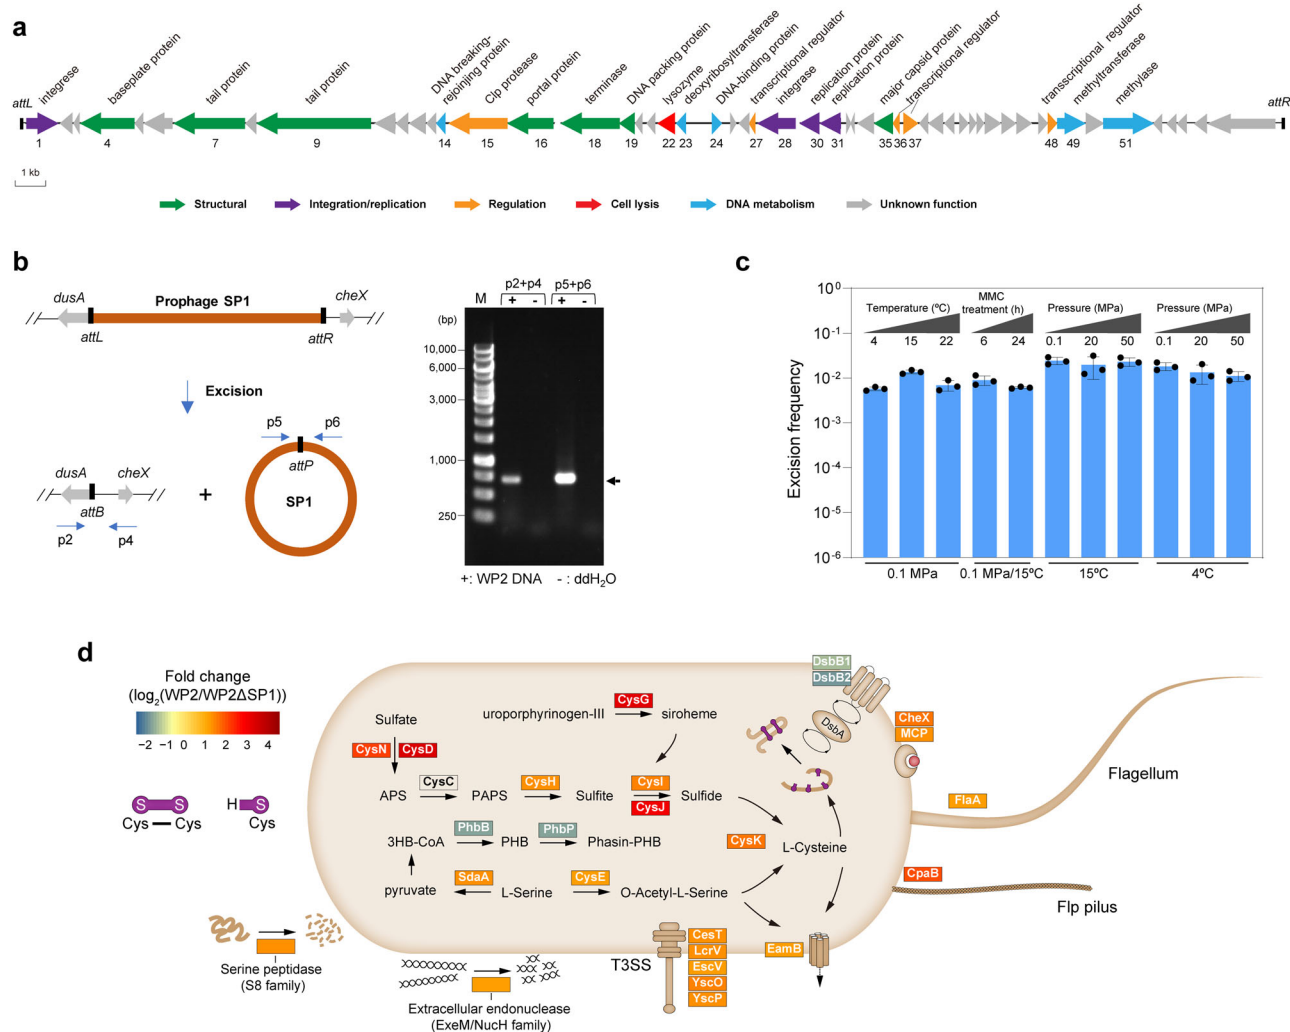 a
attL
integrese
baseplate protein
tail protein
tail protein
DNA breaking-
rejoinjing protein
Clp protease
portal protein
terminase
DNA packing protein
lysozyme
deoxyribosyltransferase
DNA-binding protein
transcriptional regulator
integrase
replication protein
replication protein
major capsid protein
transcriptional regulator
transscriptional regulator
methyltransferase
methylase
attR
1 4 7 9 14 15 16 18 19 22 23 24 27 28 30 31 35 36 37 48 49 51
1 kb
Structural Integration/replication Regulation Cell lysis DNA metabolism Unknown function
b
dusA Prophage SP1 cheX
attL attR
Excision
p5 p6
attP
SP1
dusA cheX
+
attB
p2 p4
p2+p4 p5+p6
M + - + -
(bp)
10,000
6,000
3,000
1,000
250
+: WP2 DNA - : ddH2O
c
Excision frequency
10^0
10^-1
10^-2
10^-3
10^-4
10^-5
10^-6
Temperature (ºC)
MMC
treatment (h)
Pressure (MPa)
Pressure (MPa)
4 15 22 6 24 0.1 20 50 0.1 20 50
0.1 MPa 0.1 MPa/15ºC 15ºC 4ºC
d
Fold change
(log2(WP2/WP2ΔSP1))
−2 −1 0 1 2 3 4
S S
Cys Cys
H S
Cys
Sulfate
CysN CysD
uroporphyrinogen-III CysG siroheme
APS CysC PAPS CysH Sulfite CysI Sulfide
CysJ
3HB-CoA PhbB PHB PhbP Phasin-PHB
CysK L-Cysteine
pyruvate SdaA L-Serine CysE O-Acetyl-L-Serine
DsbB1
DsbB2
DsbA
CheX
MCP
Flagellum
FlaA
CpaB
Flp pilus
EamB
T3SS
CesT
LcrV
EscV
YscO
YscP
Serine peptidase
(S8 family)
Extracellular endonuclease
(ExeM/NucH family)